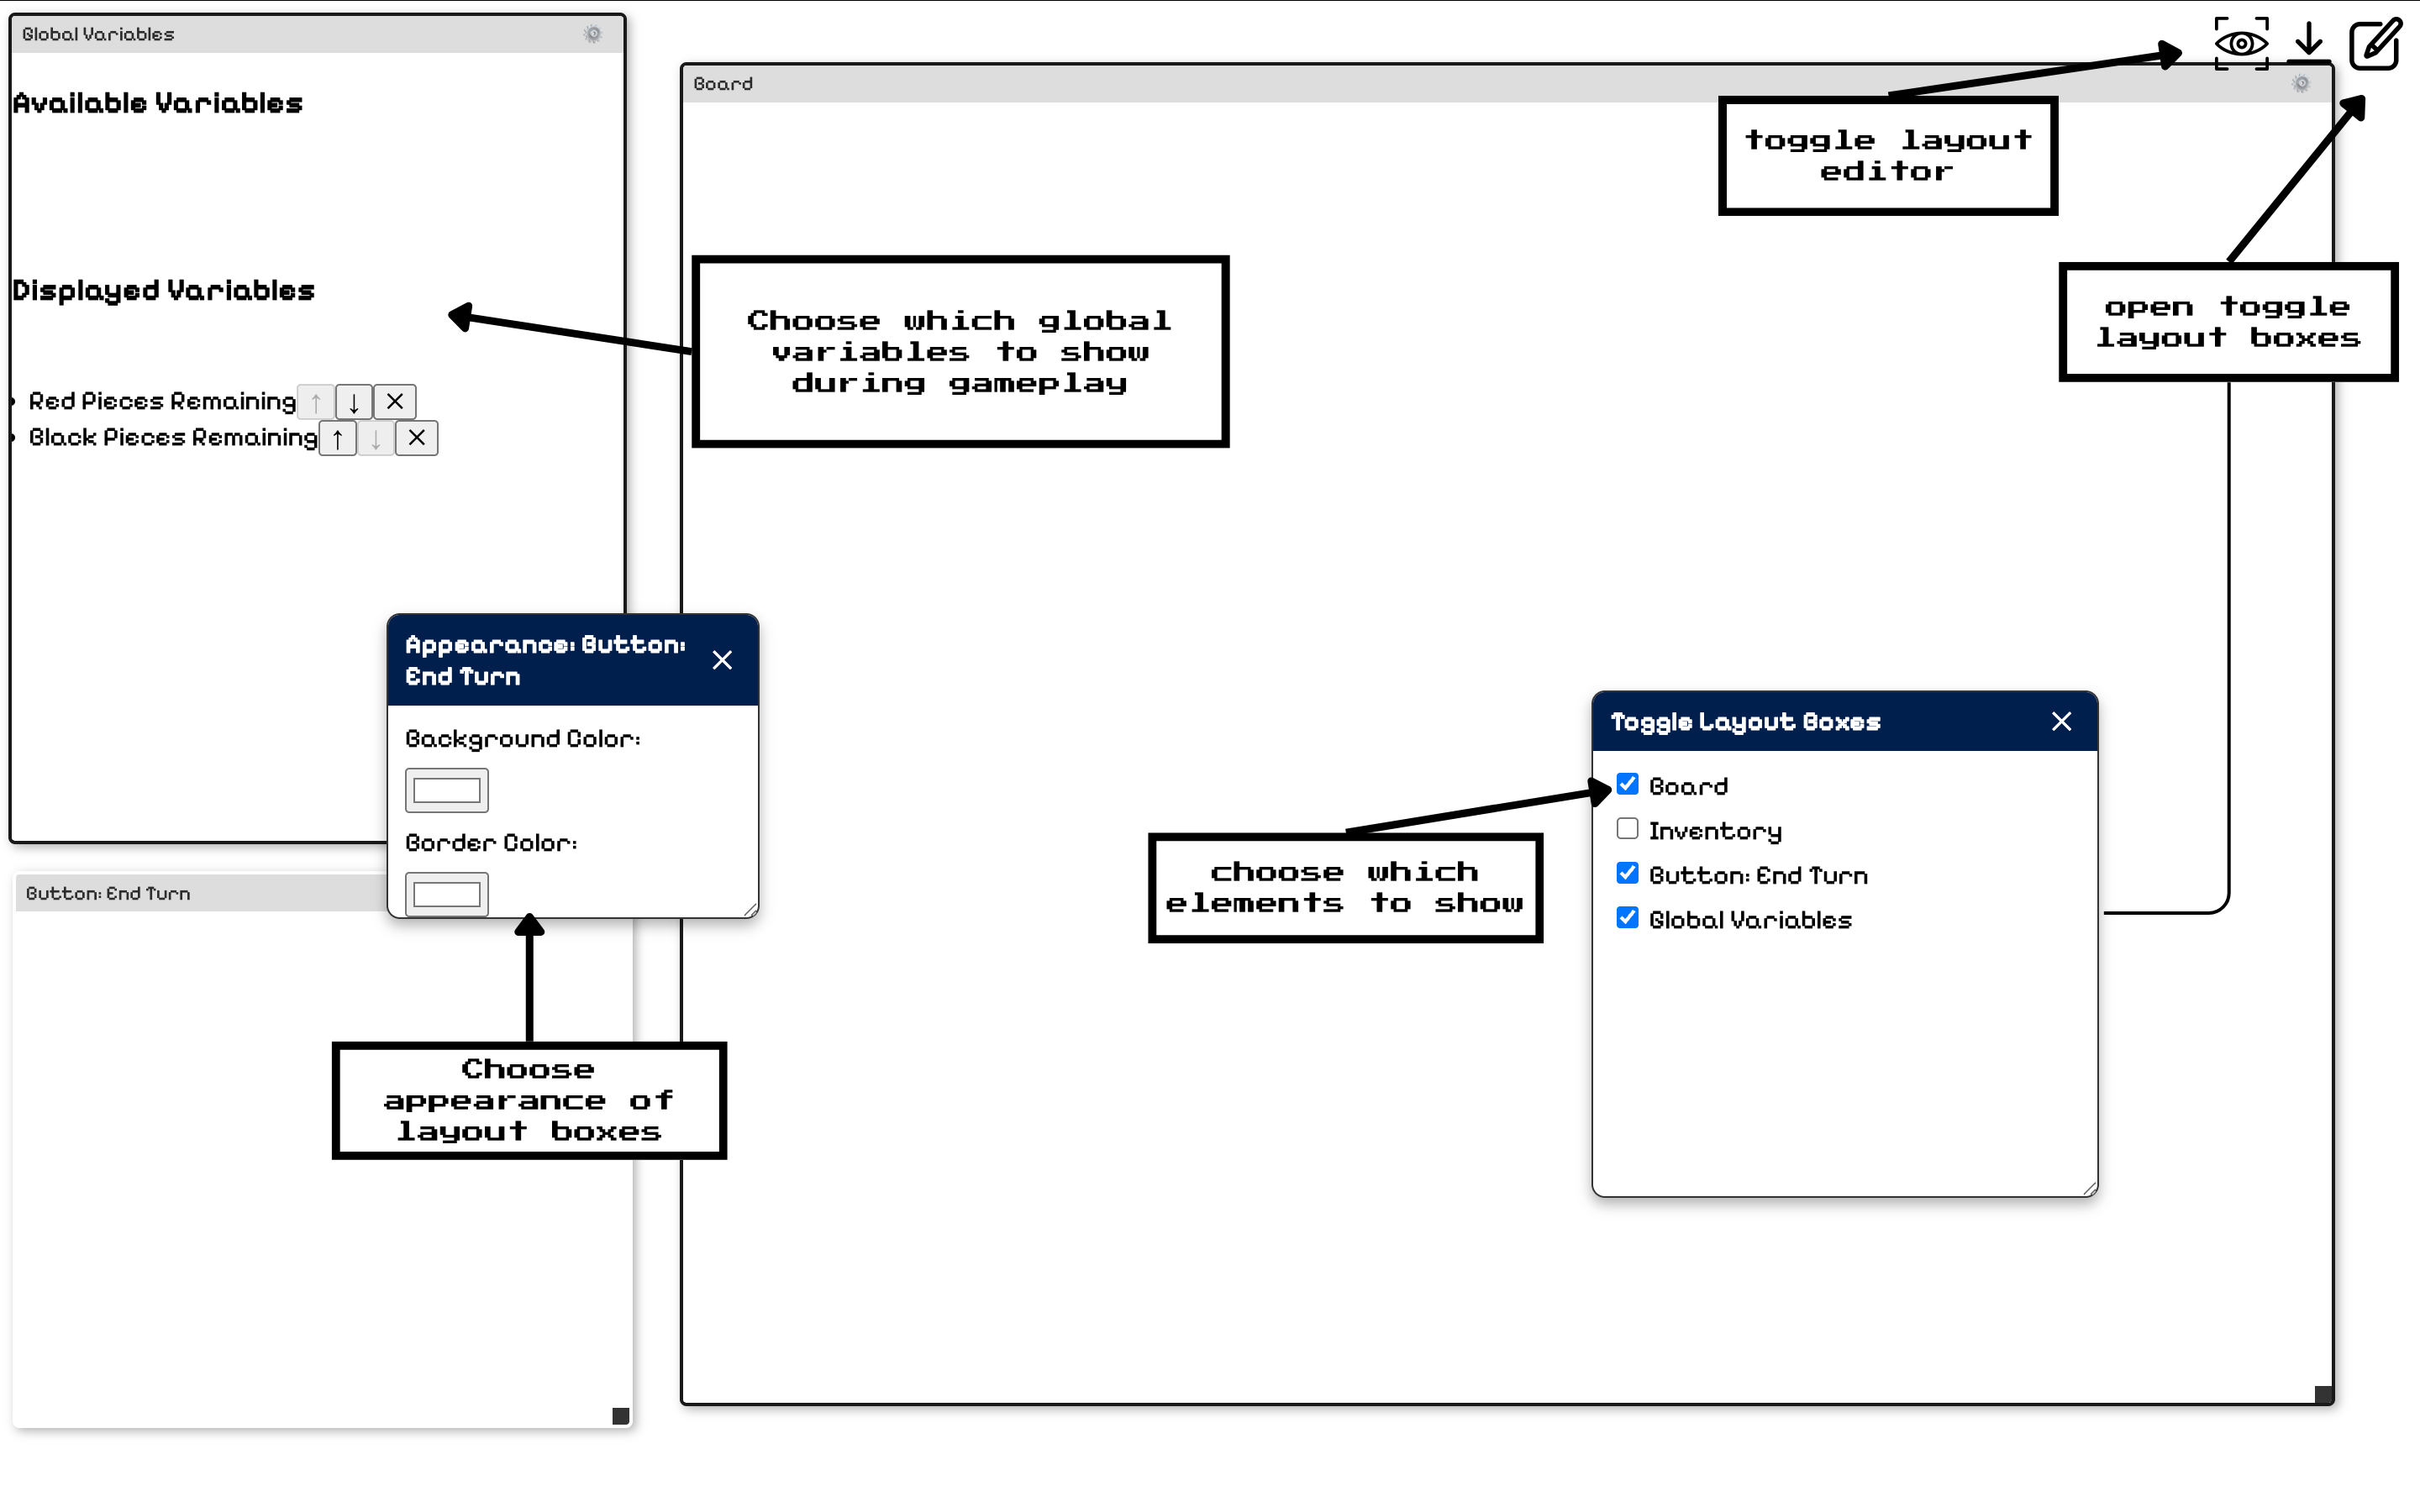 Global Variables
Available Variables
Displayed Variables
Red Pieces Remaining ↑ ↓ ×
Black Pieces Remaining ↑ ↓ ×
Board
toggle layout
editor
open toggle
layout boxes
Choose which global
variables to show
during gameplay
Appearance: Button:
End Turn
Background Color:
Border Color:
Button: End Turn
Choose
appearance of
layout boxes
Toggle Layout Boxes
Board
Inventory
Button: End Turn
Global Variables
choose which
elements to show